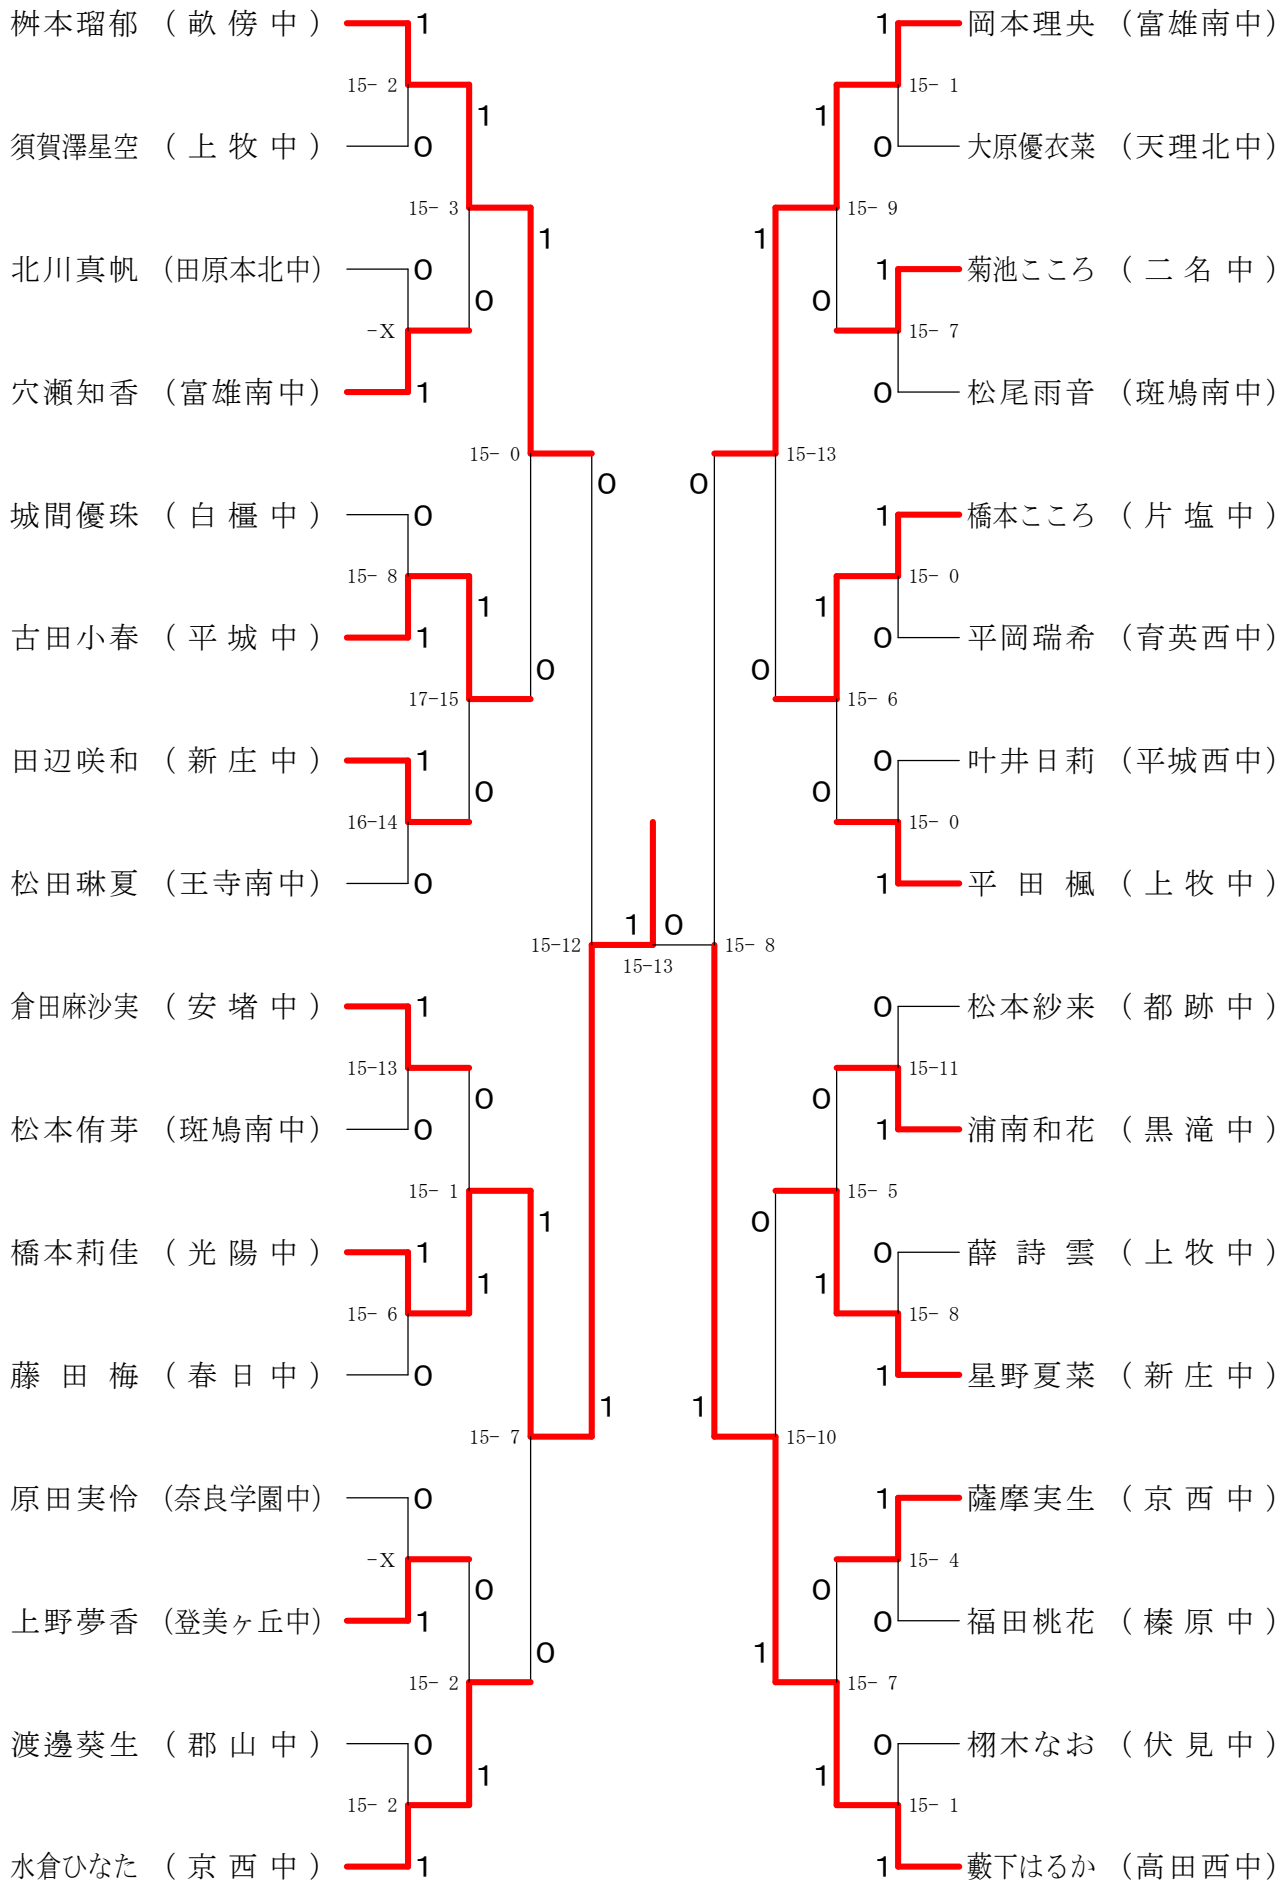 桝本瑠郁 （畝傍中） 1 1 岡本理央 （富雄南中）
15- 2 15- 1
1 1
須賀澤星空 （上牧中） 0 0 大原優衣菜 （天理北中）
15- 3 15- 9
1 1
北川真帆 （田原本北中） 0 1 菊池こころ （二名中）
0 0
-X 15- 7
穴瀬知香 （富雄南中） 1 0 松尾雨音 （斑鳩南中）
15- 0 15-13
0 0
城間優珠 （白橿中） 0 1 橋本こころ （片塩中）
15- 8 15- 0
1 1
古田小春 （平城中） 1 0 平岡瑞希 （育英西中）
0 0
17-15 15- 6
田辺咲和 （新庄中） 1 0 叶井日莉 （平城西中）
0 0
16-14 15- 0
松田琳夏 （王寺南中） 0 1 平田楓 （上牧中）
1 0
15-12 15- 8
15-13
倉田麻沙実 （安堵中） 1 0 松本紗来 （都跡中）
15-13 15-11
0 0
松本侑芽 （斑鳩南中） 0 1 浦南和花 （黒滝中）
15- 1 15- 5
1 0
橋本莉佳 （光陽中） 1 0 薛詩雲 （上牧中）
1 1
15- 6 15- 8
藤田梅 （春日中） 0 1 星野夏菜 （新庄中）
1 1
15- 7 15-10
原田実怜 （奈良学園中） 0 1 薩摩実生 （京西中）
-X 15- 4
0 0
上野夢香 （登美ヶ丘中） 1 0 福田桃花 （榛原中）
0 1
15- 2 15- 7
渡邊葵生 （郡山中） 0 0 栩木なお （伏見中）
1 1
15- 2 15- 1
水倉ひなた （京西中） 1 1 藪下はるか （高田西中）